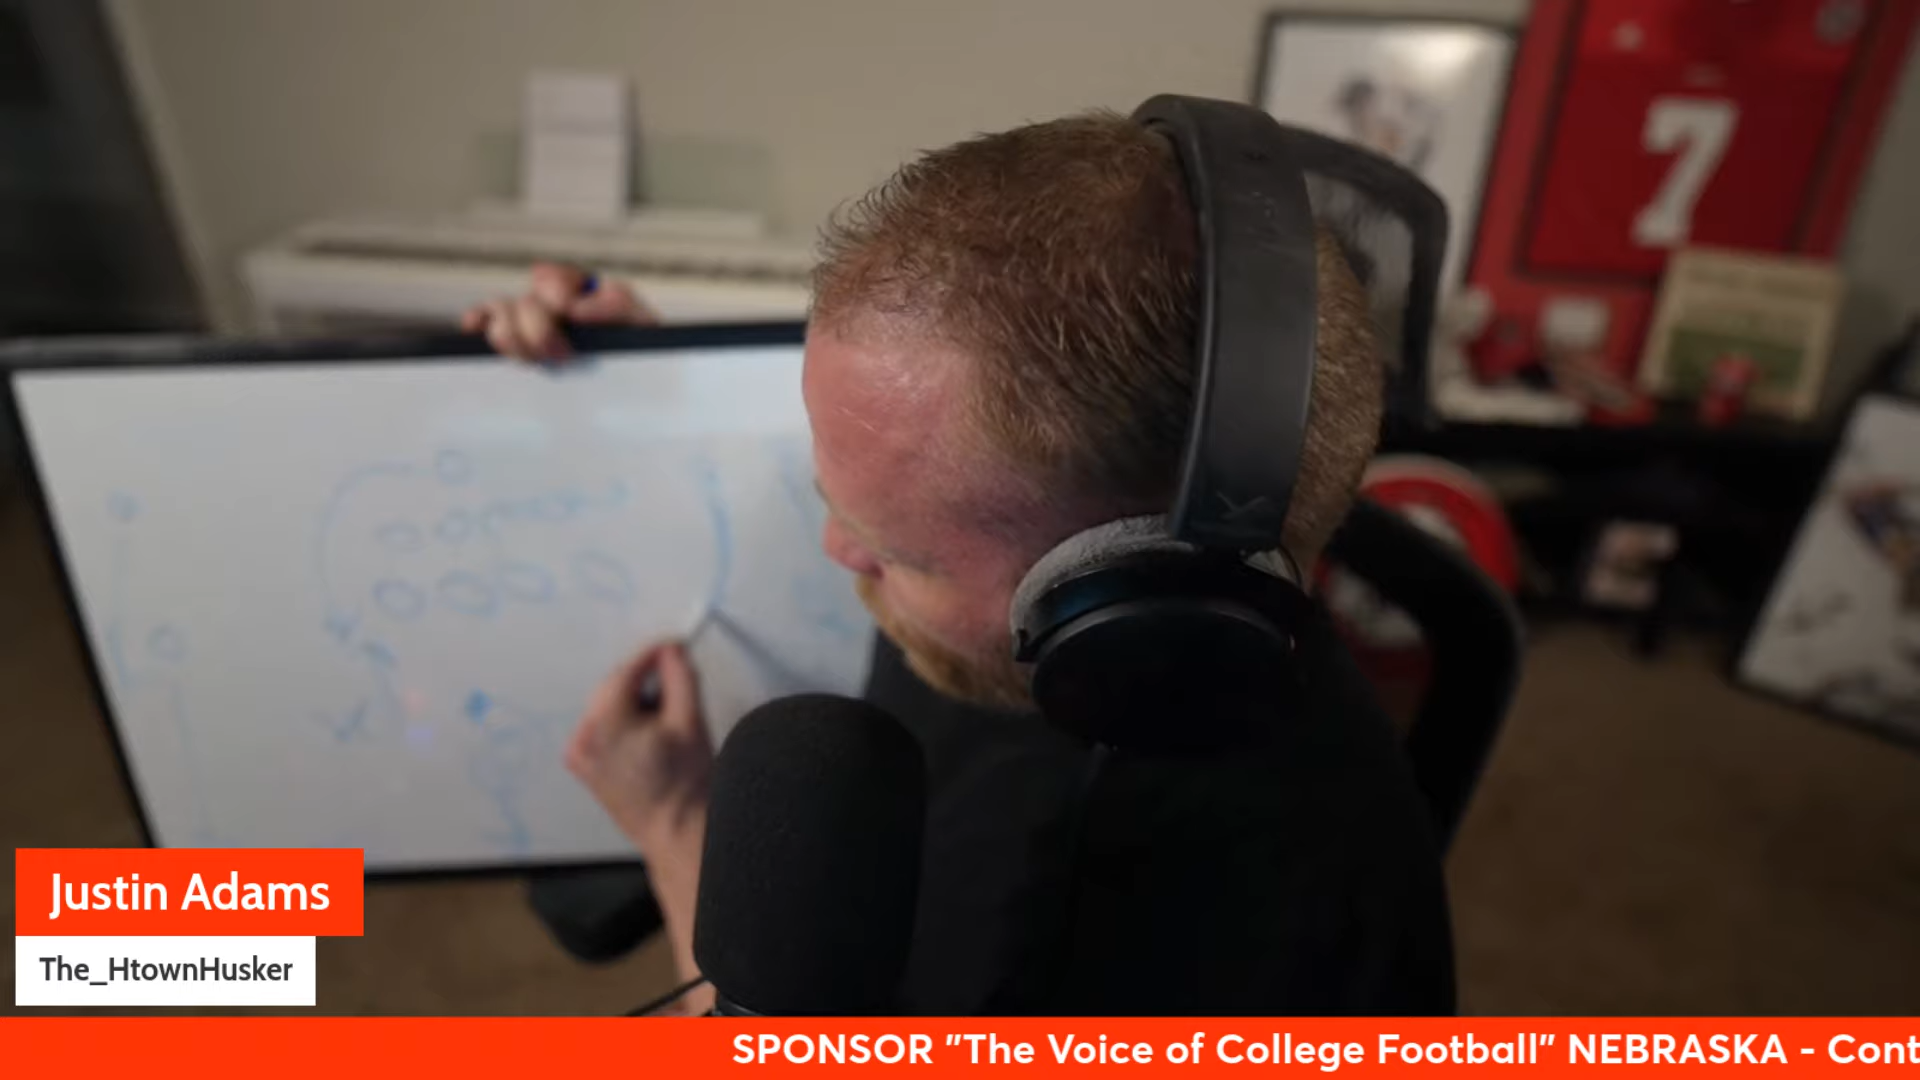 7
Justin Adams
The_HtownHusker
SPONSOR "The Voice of College Football" NEBRASKA - Cont